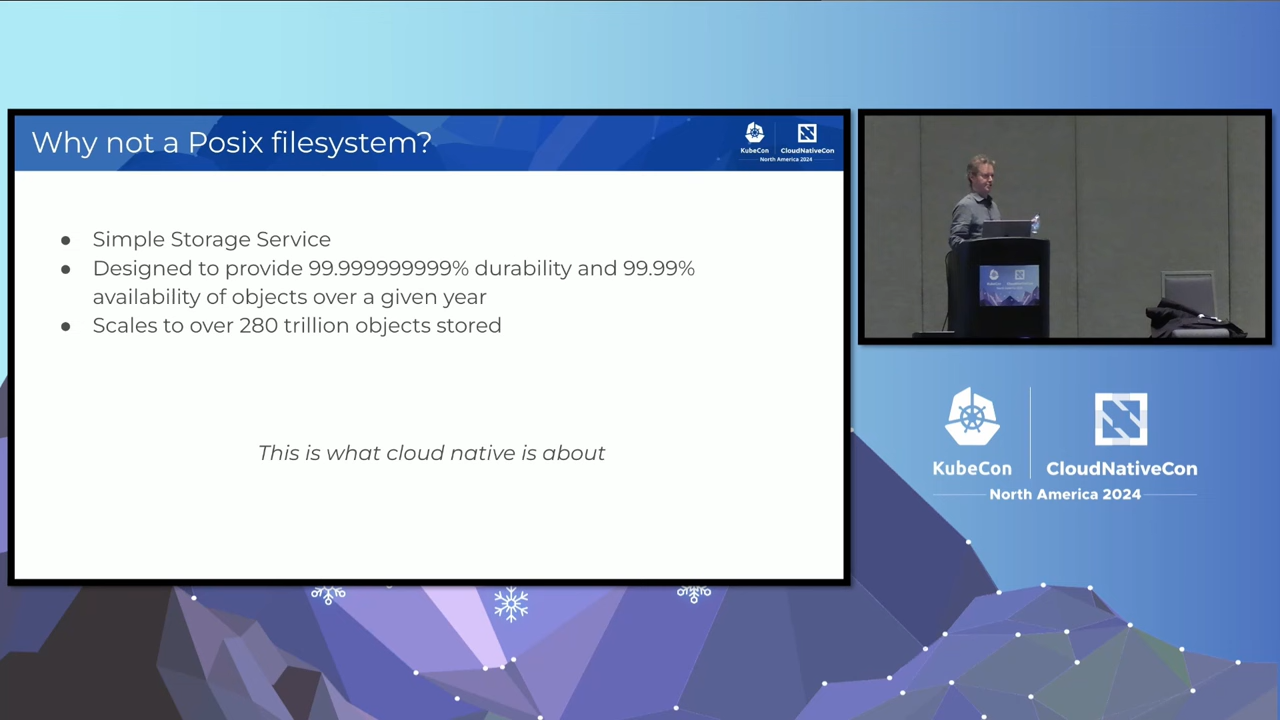 Why not a Posix filesystem?
KubeCon
CloudNativeCon
North America 2024
● Simple Storage Service
● Designed to provide 99.999999999% durability and 99.99%
availability of objects over a given year
● Scales to over 280 trillion objects stored
This is what cloud native is about
KubeCon
CloudNativeCon
North America 2024